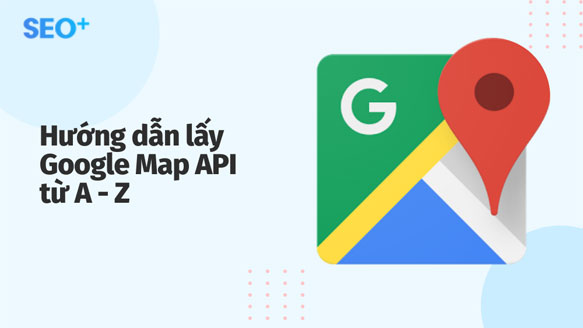 SEO+
Hướng dẫn lấy
Google Map API
từ A - Z
G